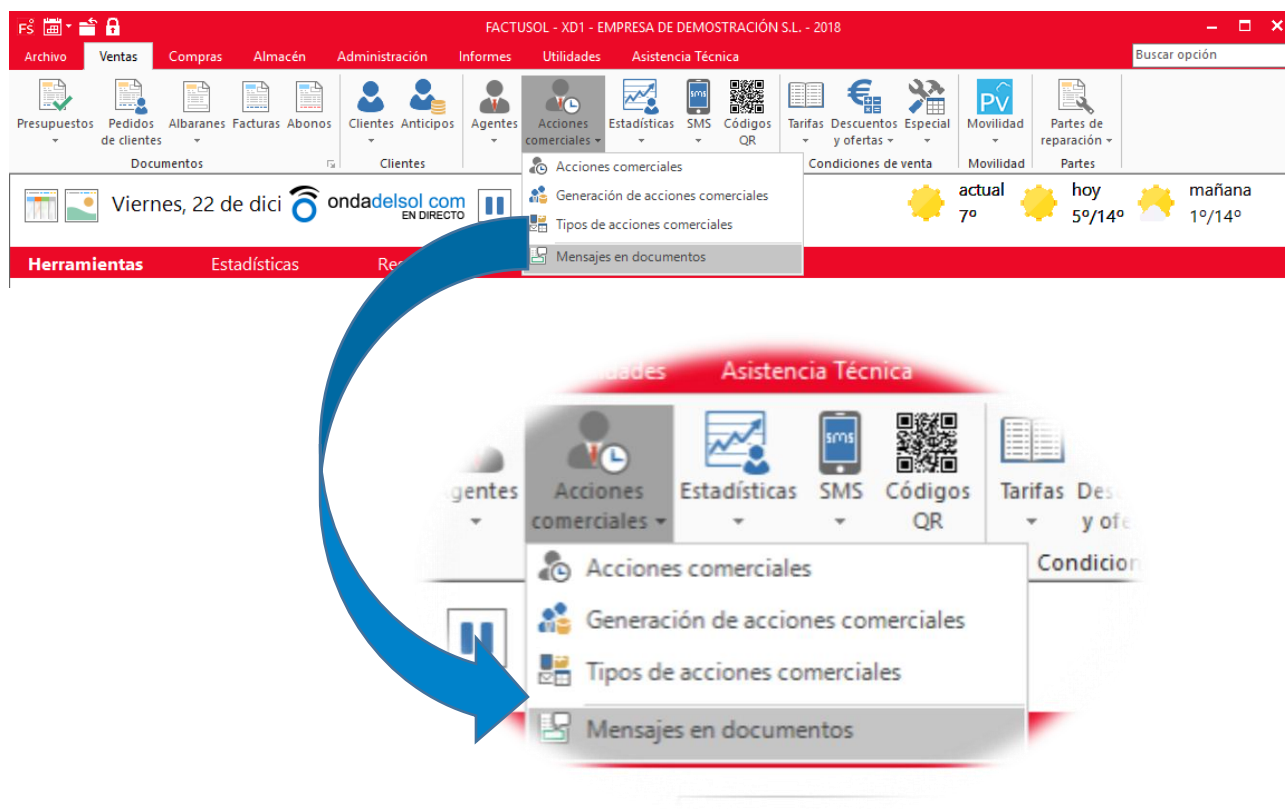 FS
FACTUSOL - XD1 - EMPRESA DE DEMOSTRACIÓN S.L. - 2018
Archivo Ventas Compras Almacén Administración Informes Utilidades Asistencia Técnica Buscar opción
Presupuestos Pedidos de clientes Albaranes Facturas Abonos Clientes Anticipos Agentes Acciones comerciales Estadísticas SMS Códigos QR Tarifas Descuentos y ofertas Especial Movilidad Partes de reparación
Documentos Clientes Condiciones de venta Movilidad Partes
Acciones comerciales
Generación de acciones comerciales
Tipos de acciones comerciales
Mensajes en documentos
Viernes, 22 de dici
ondadelsol com
EN DIRECTO
actual hoy mañana
7º 5º/14º 1º/14º
Herramientas Estadísticas
Asistencia Técnica
gentes Acciones comerciales Estadísticas SMS Códigos QR Tarifas
y ofe
Condicion
Acciones comerciales
Generación de acciones comerciales
Tipos de acciones comerciales
Mensajes en documentos